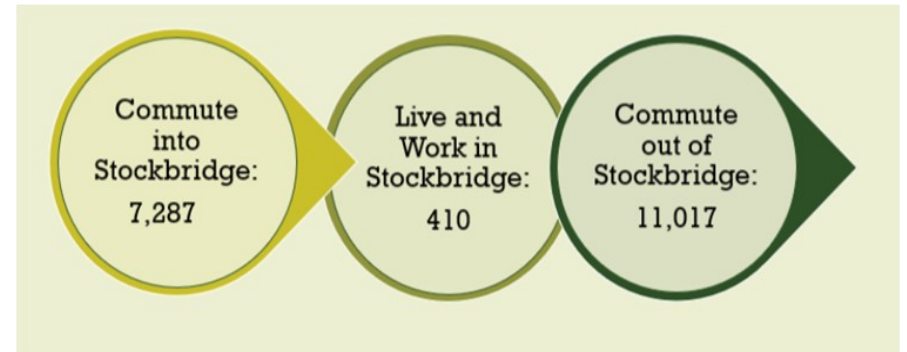 Commute
into
Stockbridge:
7,287
Live and
Work in
Stockbridge:
410
Commute
out of
Stockbridge:
11,017